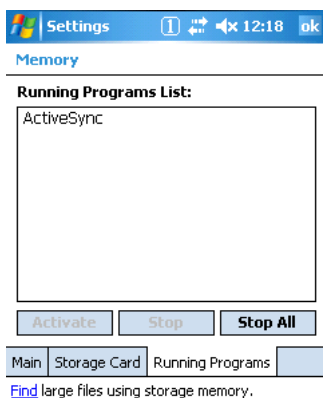 Settings 1 12:18 ok
Memory
Running Programs List:
ActiveSync
Activate Stop Stop All
Main Storage Card Running Programs
Find large files using storage memory.